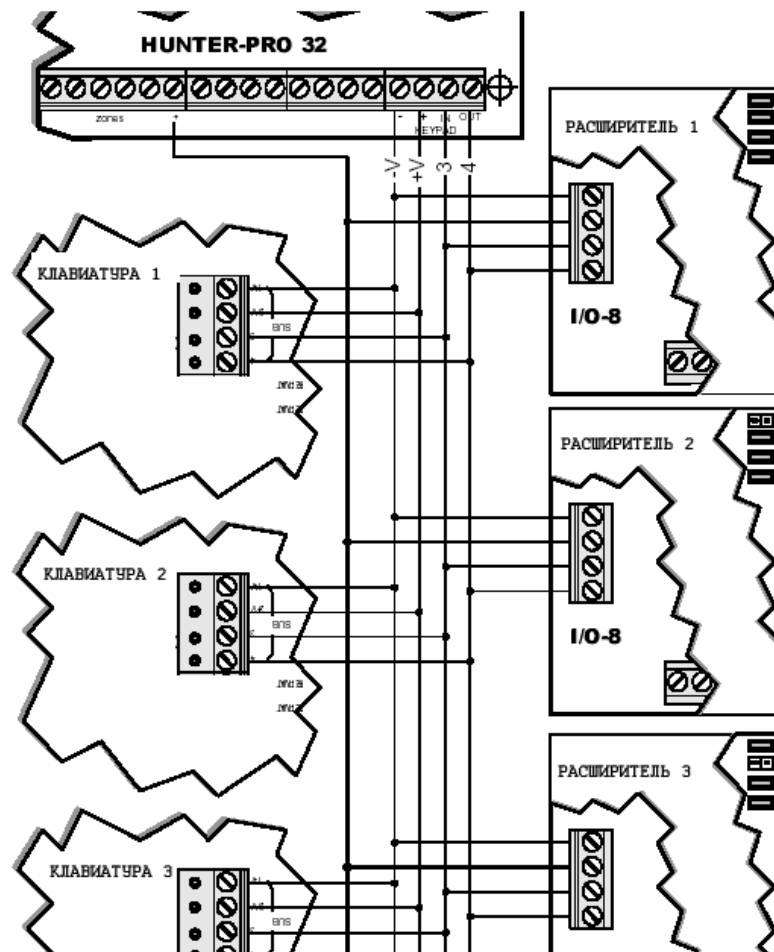 HUNTER-PRO 32
zones + - + IN OUT
KEYPAD
-V +V 3 4
РАСШИРИТЕЛЬ 1
КЛАВИАТУРА 1
BUS
I/O-8
РАСШИРИТЕЛЬ 2
КЛАВИАТУРА 2
BUS
I/O-8
РАСШИРИТЕЛЬ 3
КЛАВИАТУРА 3
BUS